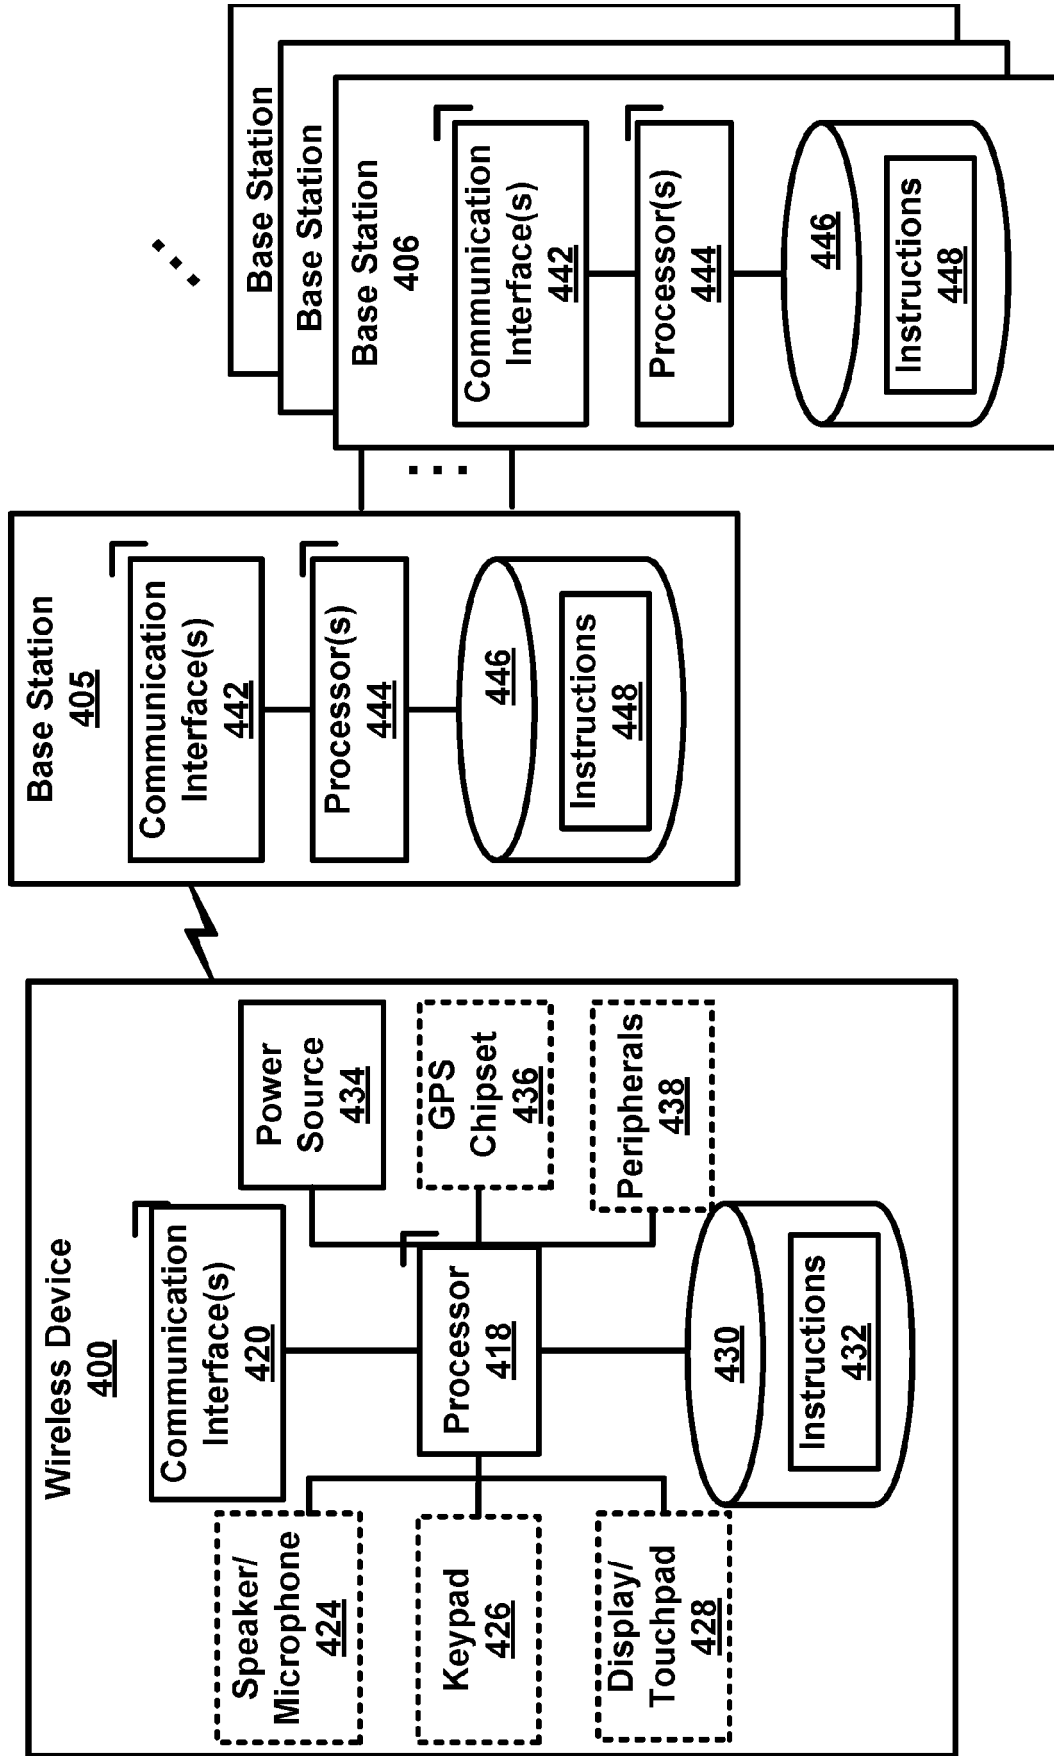 Wireless Device
400
Communication
Interface(s)
420
Speaker/
Microphone
424
Keypad
426
Display/
Touchpad
428
Processor
418
Power
Source
434
GPS
Chipset
436
Peripherals
438
430
Instructions
432
Base Station
405
Communication
Interface(s)
442
Processor(s)
444
446
Instructions
448
Base Station
Base Station
Base Station
406
Communication
Interface(s)
442
Processor(s)
444
446
Instructions
448